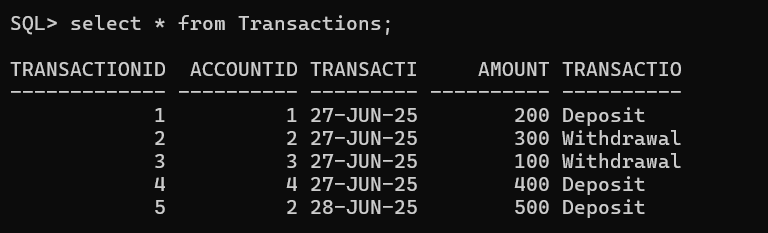 SQL> select * from Transactions;
TRANSACTIONID  ACCOUNTID TRANSACTI     AMOUNT TRANSACTIO
------------- ---------- --------- ---------- ----------
            1          1 27-JUN-25        200 Deposit
            2          2 27-JUN-25        300 Withdrawal
            3          3 27-JUN-25        100 Withdrawal
            4          4 27-JUN-25        400 Deposit
            5          2 28-JUN-25        500 Deposit